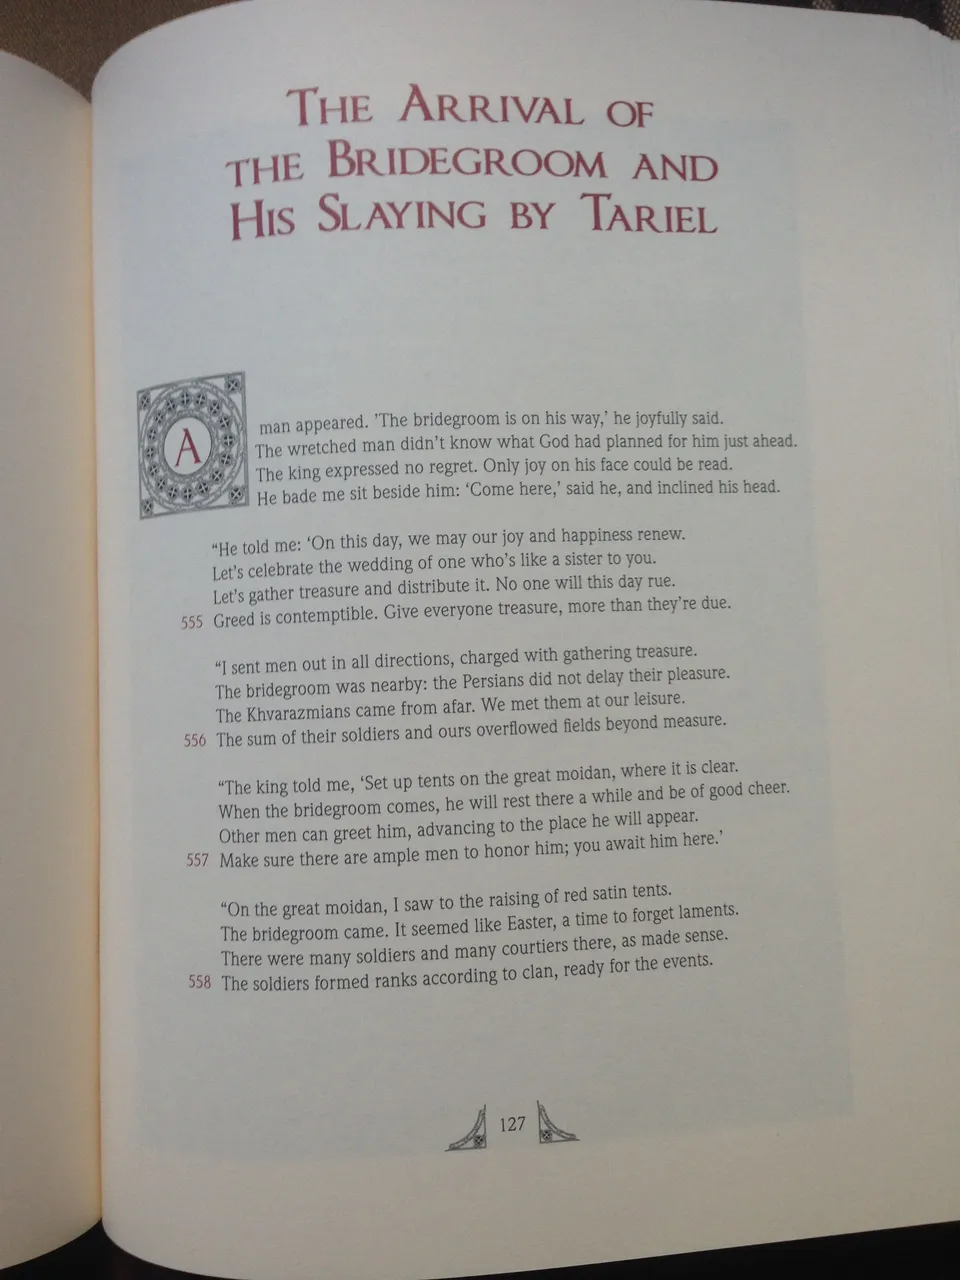 THE ARRIVAL OF
THE BRIDEGROOM AND
HIS SLAYING BY TARIEL
A man appeared. 'The bridegroom is on his way,' he joyfully said.
The wretched man didn't know what God had planned for him just ahead.
The king expressed no regret. Only joy on his face could be read.
He bade me sit beside him: 'Come here,' said he, and inclined his head.
"He told me: 'On this day, we may our joy and happiness renew.
Let's celebrate the wedding of one who's like a sister to you.
Let's gather treasure and distribute it. No one will this day rue.
555 Greed is contemptible. Give everyone treasure, more than they're due.
"I sent men out in all directions, charged with gathering treasure.
The bridegroom was nearby: the Persians did not delay their pleasure.
The Khvarazmians came from afar. We met them at our leisure.
556 The sum of their soldiers and ours overflowed fields beyond measure.
"The king told me, 'Set up tents on the great moidan, where it is clear.
When the bridegroom comes, he will rest there a while and be of good cheer.
Other men can greet him, advancing to the place he will appear.
557 Make sure there are ample men to honor him; you await him here.'
"On the great moidan, I saw to the raising of red satin tents.
The bridegroom came. It seemed like Easter, a time to forget laments.
There were many soldiers and many courtiers there, as made sense.
558 The soldiers formed ranks according to clan, ready for the events.
127